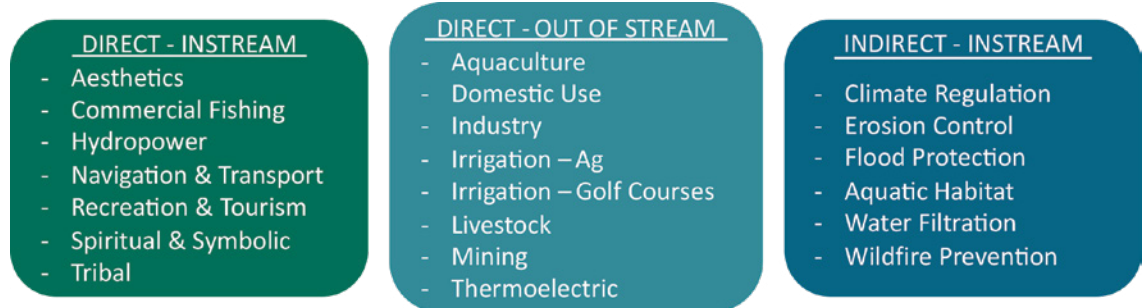 DIRECT - INSTREAM
- Aesthetics
- Commercial Fishing
- Hydropower
- Navigation & Transport
- Recreation & Tourism
- Spiritual & Symbolic
- Tribal
DIRECT - OUT OF STREAM
- Aquaculture
- Domestic Use
- Industry
- Irrigation – Ag
- Irrigation – Golf Courses
- Livestock
- Mining
- Thermoelectric
INDIRECT - INSTREAM
- Climate Regulation
- Erosion Control
- Flood Protection
- Aquatic Habitat
- Water Filtration
- Wildfire Prevention